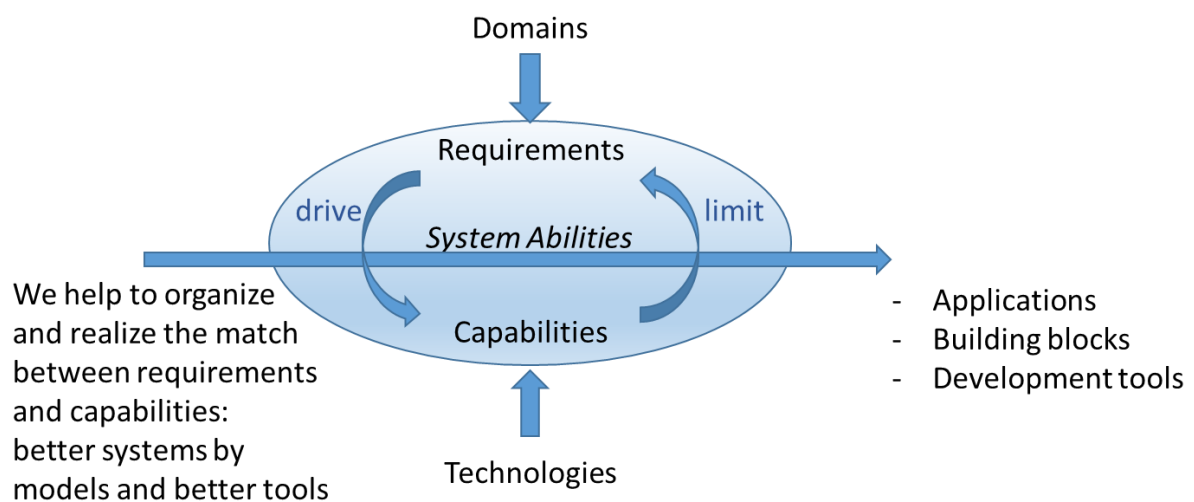 Domains
Requirements
drive
limit
System Abilities
Capabilities
We help to organize
and realize the match
between requirements
and capabilities:
better systems by
models and better tools
- Applications
- Building blocks
- Development tools
Technologies